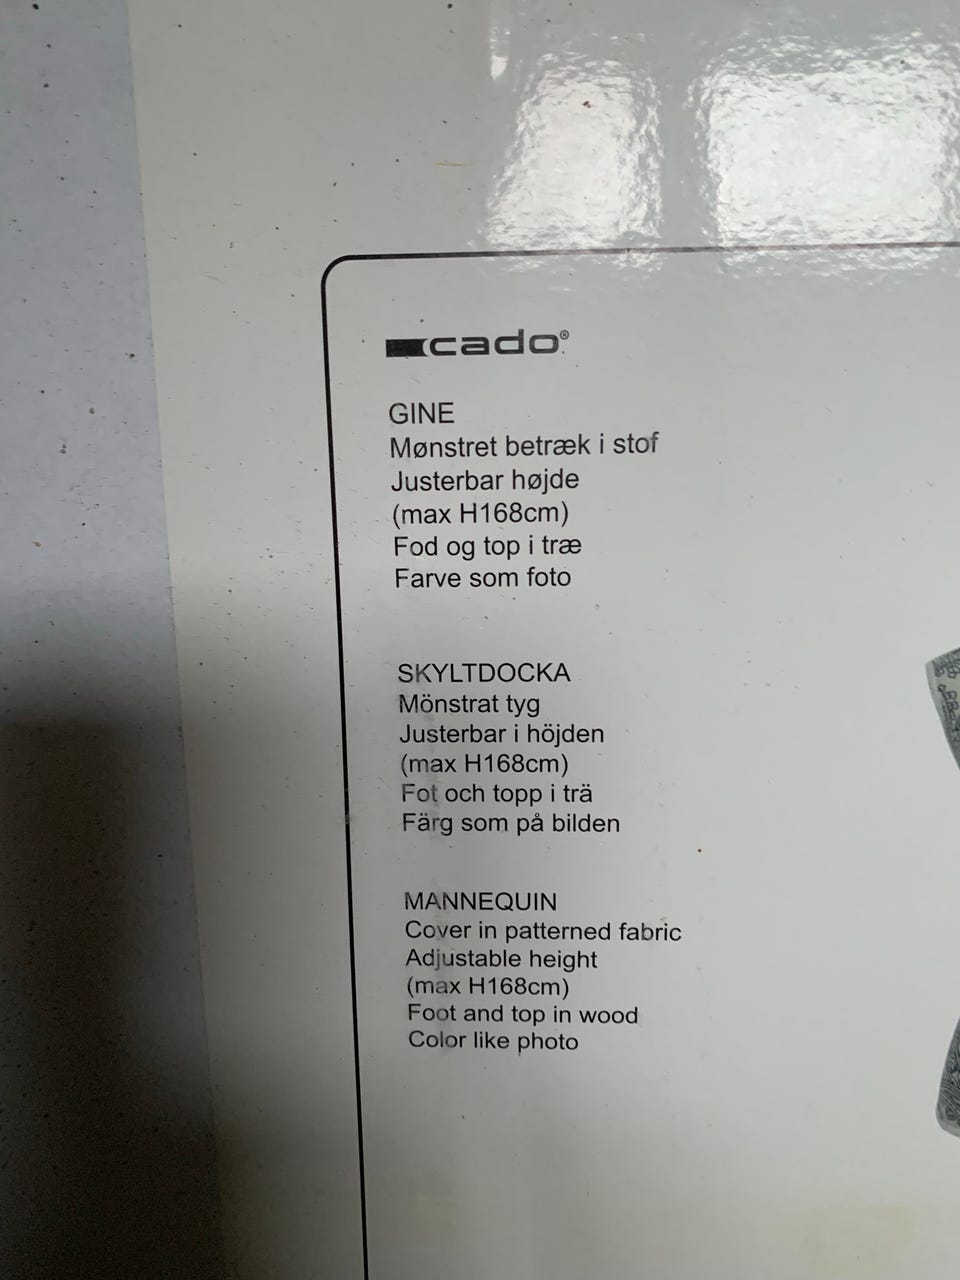 cado®
GINE
Mønstret betræk i stof
Justerbar højde
(max H168cm)
Fod og top i træ
Farve som foto
SKYLTDOCKA
Mönstrat tyg
Justerbar i höjden
(max H168cm)
Fot och topp i trä
Färg som på bilden
MANNEQUIN
Cover in patterned fabric
Adjustable height
(max H168cm)
Foot and top in wood
Color like photo